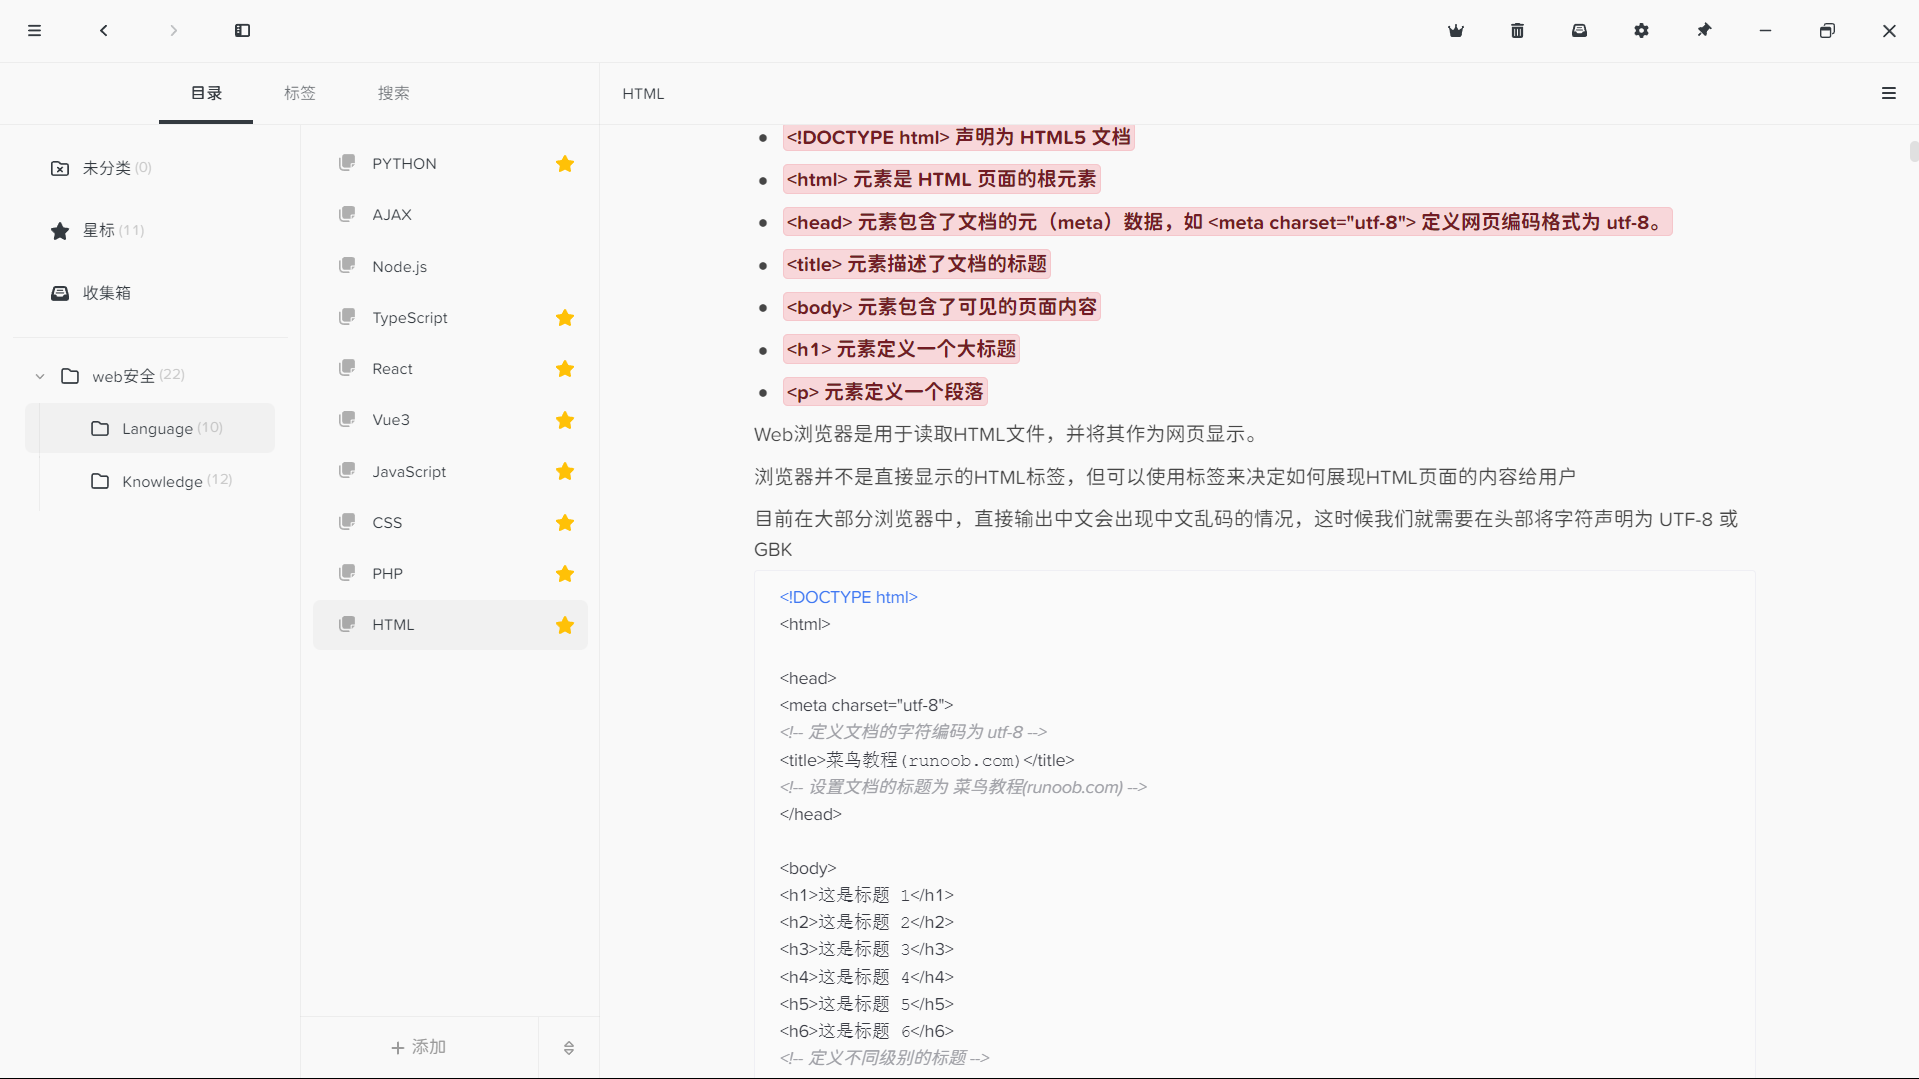 目录
标签
搜索
HTML
未分类 (0)
星标 (11)
收集箱
web安全 (22)
Language (10)
Knowledge (12)
PYTHON
AJAX
Node.js
TypeScript
React
Vue3
JavaScript
CSS
PHP
HTML
添加
<!DOCTYPE html> 声明为 HTML5 文档
<html> 元素是 HTML 页面的根元素
<head> 元素包含了文档的元（meta）数据，如 <meta charset="utf-8"> 定义网页编码格式为 utf-8。
<title> 元素描述了文档的标题
<body> 元素包含了可见的页面内容
<h1> 元素定义一个大标题
<p> 元素定义一个段落
Web浏览器是用于读取HTML文件，并将其作为网页显示。
浏览器并不是直接显示的HTML标签，但可以使用标签来决定如何展现HTML页面的内容给用户
目前在大部分浏览器中，直接输出中文会出现中文乱码的情况，这时候我们就需要在头部将字符声明为 UTF-8 或
GBK
<!DOCTYPE html>
<html>
<head>
<meta charset="utf-8">
<!-- 定义文档的字符编码为 utf-8 -->
<title>菜鸟教程(runoob.com)</title>
<!-- 设置文档的标题为 菜鸟教程(runoob.com) -->
</head>
<body>
<h1>这是标题 1</h1>
<h2>这是标题 2</h2>
<h3>这是标题 3</h3>
<h4>这是标题 4</h4>
<h5>这是标题 5</h5>
<h6>这是标题 6</h6>
<!-- 定义不同级别的标题 -->